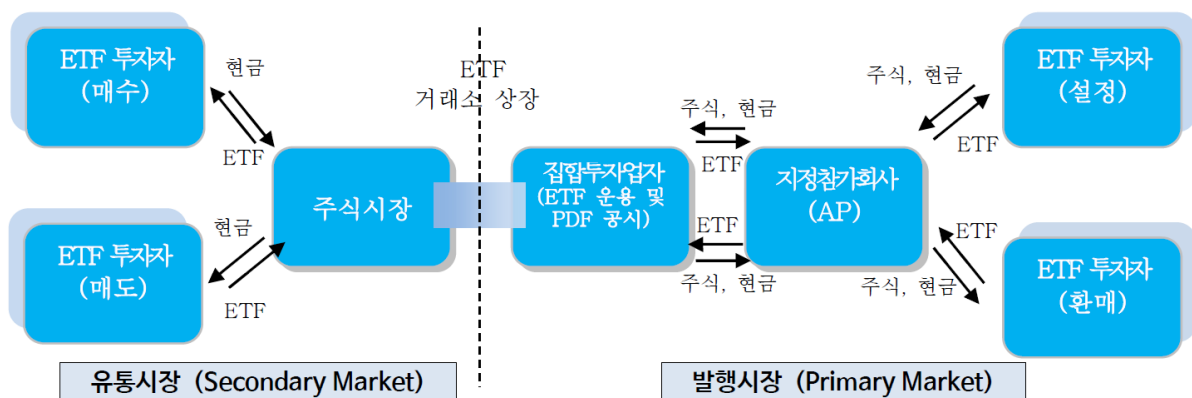 ETF 투자자
(매수)
현금
ETF
ETF 투자자
(매도)
현금
ETF
주식시장
ETF
거래소 상장
집합투자업자
(ETF 운용 및
PDF 공시)
주식, 현금
ETF
ETF
주식, 현금
지정참가회사
(AP)
주식, 현금
ETF
ETF 투자자
(설정)
ETF
주식, 현금
ETF 투자자
(환매)
유통시장 (Secondary Market)
발행시장 (Primary Market)